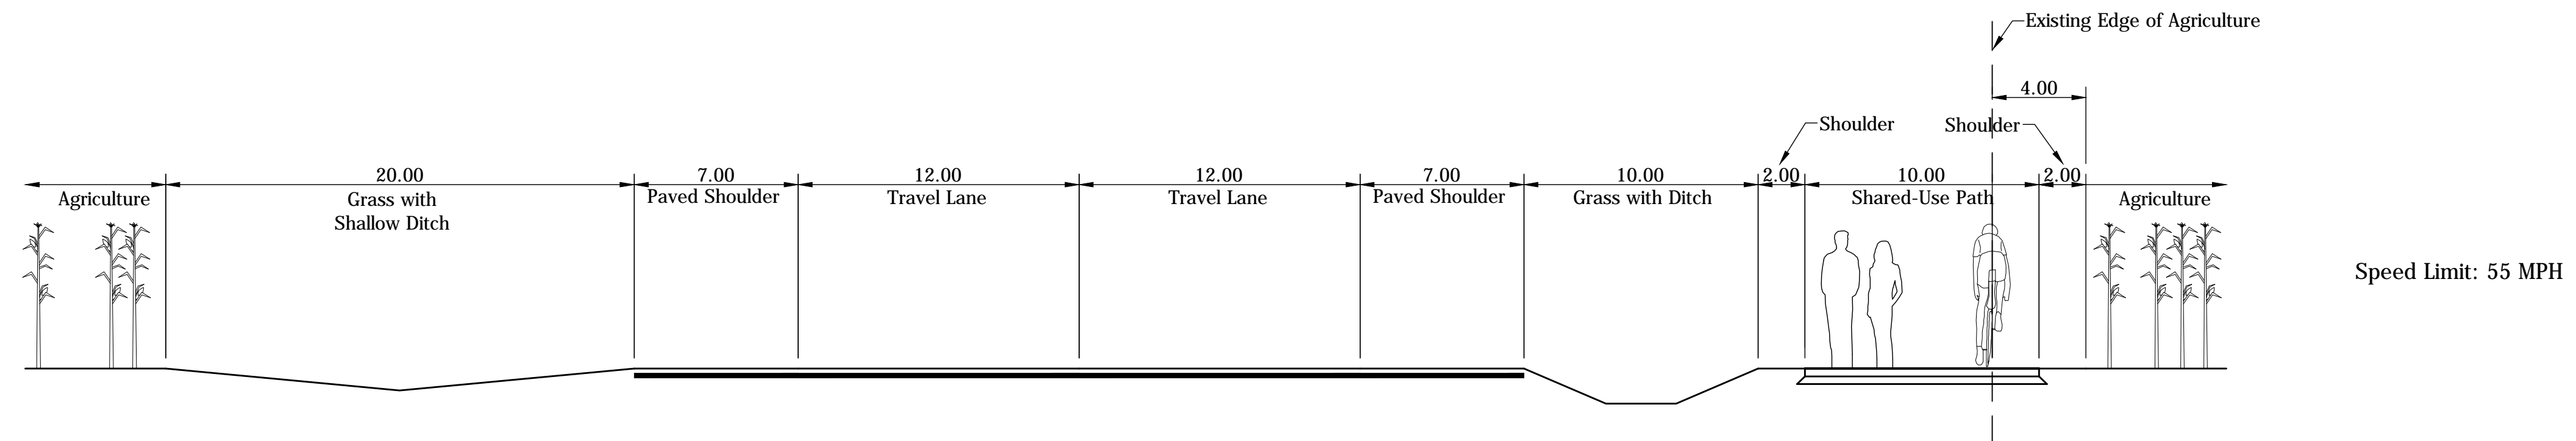 Existing Edge of Agriculture
4.00
Shoulder
Shoulder
20.00
7.00
12.00
12.00
7.00
10.00
2.00
10.00
2.00
Agriculture
Grass with
Shallow Ditch
Paved Shoulder
Travel Lane
Travel Lane
Paved Shoulder
Grass with Ditch
Shared-Use Path
Agriculture
Speed Limit: 55 MPH